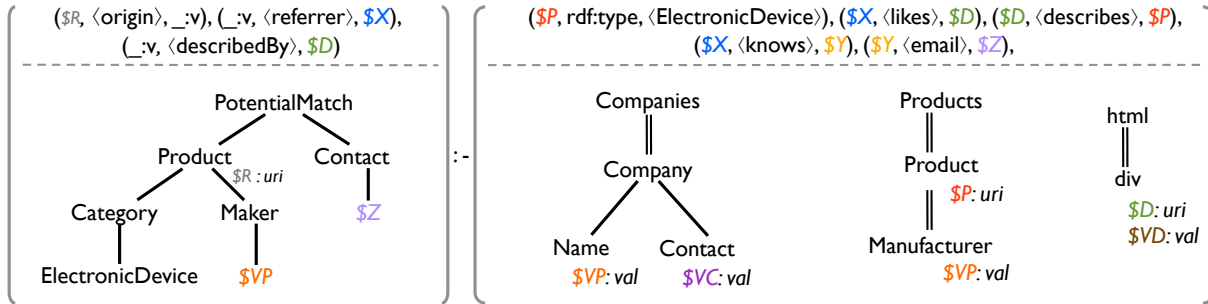 ($R, ⟨origin⟩, _:v), (_:v, ⟨referrer⟩, $X),
(_:v, ⟨describedBy⟩, $D)
PotentialMatch
Product
Contact
$R : uri
Category
Maker
$Z
ElectronicDevice
$VP
:-
($P, rdf:type, ⟨ElectronicDevice⟩), ($X, ⟨likes⟩, $D), ($D, ⟨describes⟩, $P),
($X, ⟨knows⟩, $Y), ($Y, ⟨email⟩, $Z),
Companies
Company
Name
Contact
$VP: val
$VC: val
Products
Product
$P: uri
Manufacturer
$VP: val
html
div
$D: uri
$VD: val